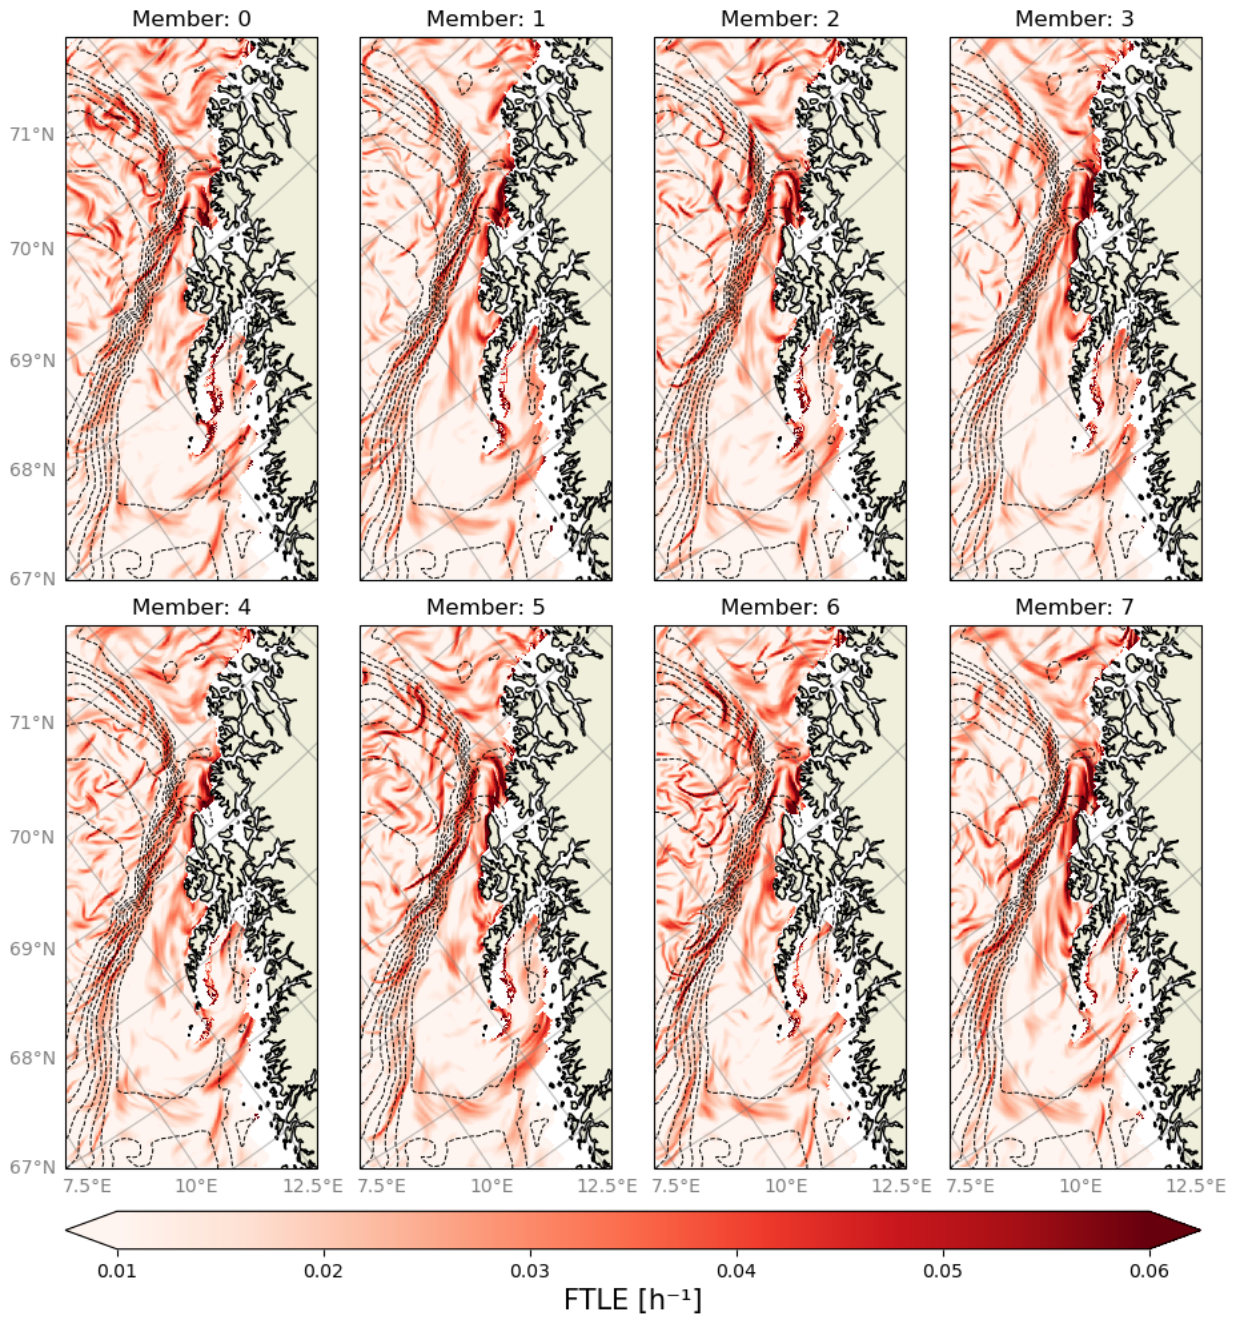 Member: 0
Member: 1
Member: 2
Member: 3
71°N
70°N
69°N
68°N
67°N
Member: 4
Member: 5
Member: 6
Member: 7
71°N
70°N
69°N
68°N
67°N
7.5°E 10°E 12.5°E 7.5°E 10°E 12.5°E 7.5°E 10°E 12.5°E 7.5°E 10°E 12.5°E
0.01 0.02 0.03 0.04 0.05 0.06
FTLE [h⁻¹]